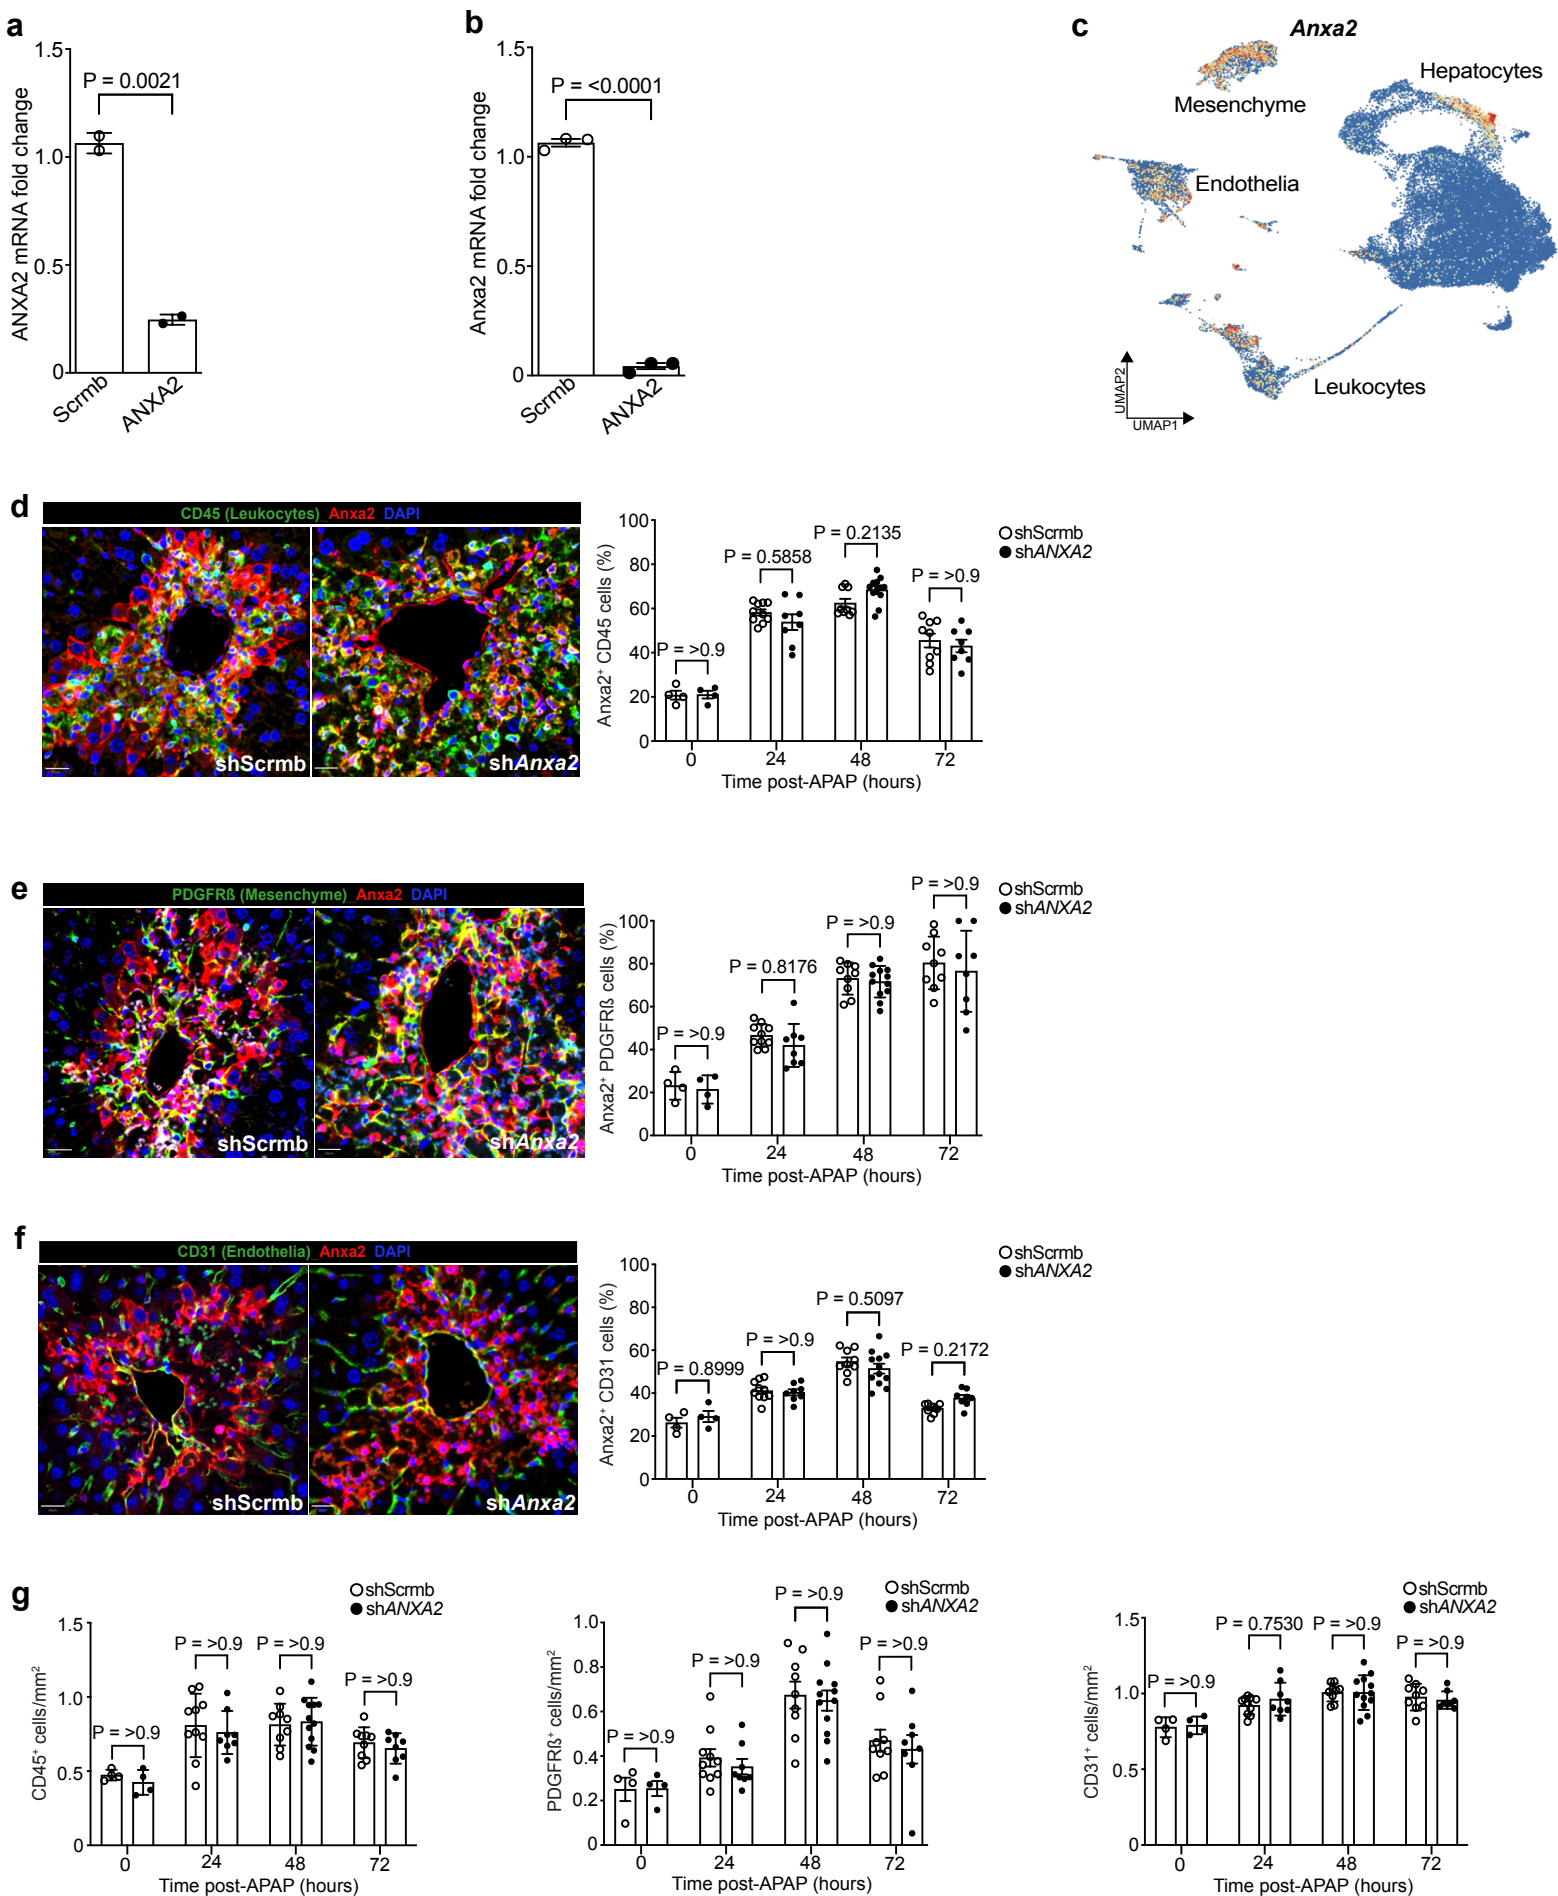 a
1.5
P = 0.0021
1.0
0.5
0
ANXA2 mRNA fold change
Scrmb
ANXA2
b
1.5
P = <0.0001
1.0
0.5
0
Anxa2 mRNA fold change
Scrmb
ANXA2
c
Anxa2
Hepatocytes
Mesenchyme
Endothelia
Leukocytes
UMAP2
UMAP1
d
CD45 (Leukocytes) Anxa2 DAPI
shScrmb
shAnxa2
100
80
60
40
20
0
Anxa2⁺ CD45 cells (%)
P = >0.9
P = 0.5858
P = 0.2135
P = >0.9
0 24 48 72
Time post-APAP (hours)
shScrmb
shANXA2
e
PDGFRß (Mesenchyme) Anxa2 DAPI
shScrmb
shAnxa2
100
80
60
40
20
0
Anxa2⁺ PDGFRß cells (%)
P = >0.9
P = 0.8176
P = >0.9
P = >0.9
0 24 48 72
Time post-APAP (hours)
shScrmb
shANXA2
f
CD31 (Endothelia) Anxa2 DAPI
shScrmb
shAnxa2
100
80
60
40
20
0
Anxa2⁺ CD31 cells (%)
P = 0.8999
P = >0.9
P = 0.5097
P = 0.2172
0 24 48 72
Time post-APAP (hours)
shScrmb
shANXA2
g
shScrmb
shANXA2
1.5
1.0
0.5
0
CD45⁺ cells/mm²
P = >0.9
P = >0.9
P = >0.9
P = >0.9
0 24 48 72
Time post-APAP (hours)
shScrmb
shANXA2
1.0
0.8
0.6
0.4
0.2
0
PDGFRß⁺ cells/mm²
P = >0.9
P = >0.9
P = >0.9
P = >0.9
0 24 48 72
Time post-APAP (hours)
shScrmb
shANXA2
1.5
1.0
0.5
0
CD31⁺ cells/mm²
P = >0.9
P = 0.7530
P = >0.9
P = >0.9
0 24 48 72
Time post-APAP (hours)